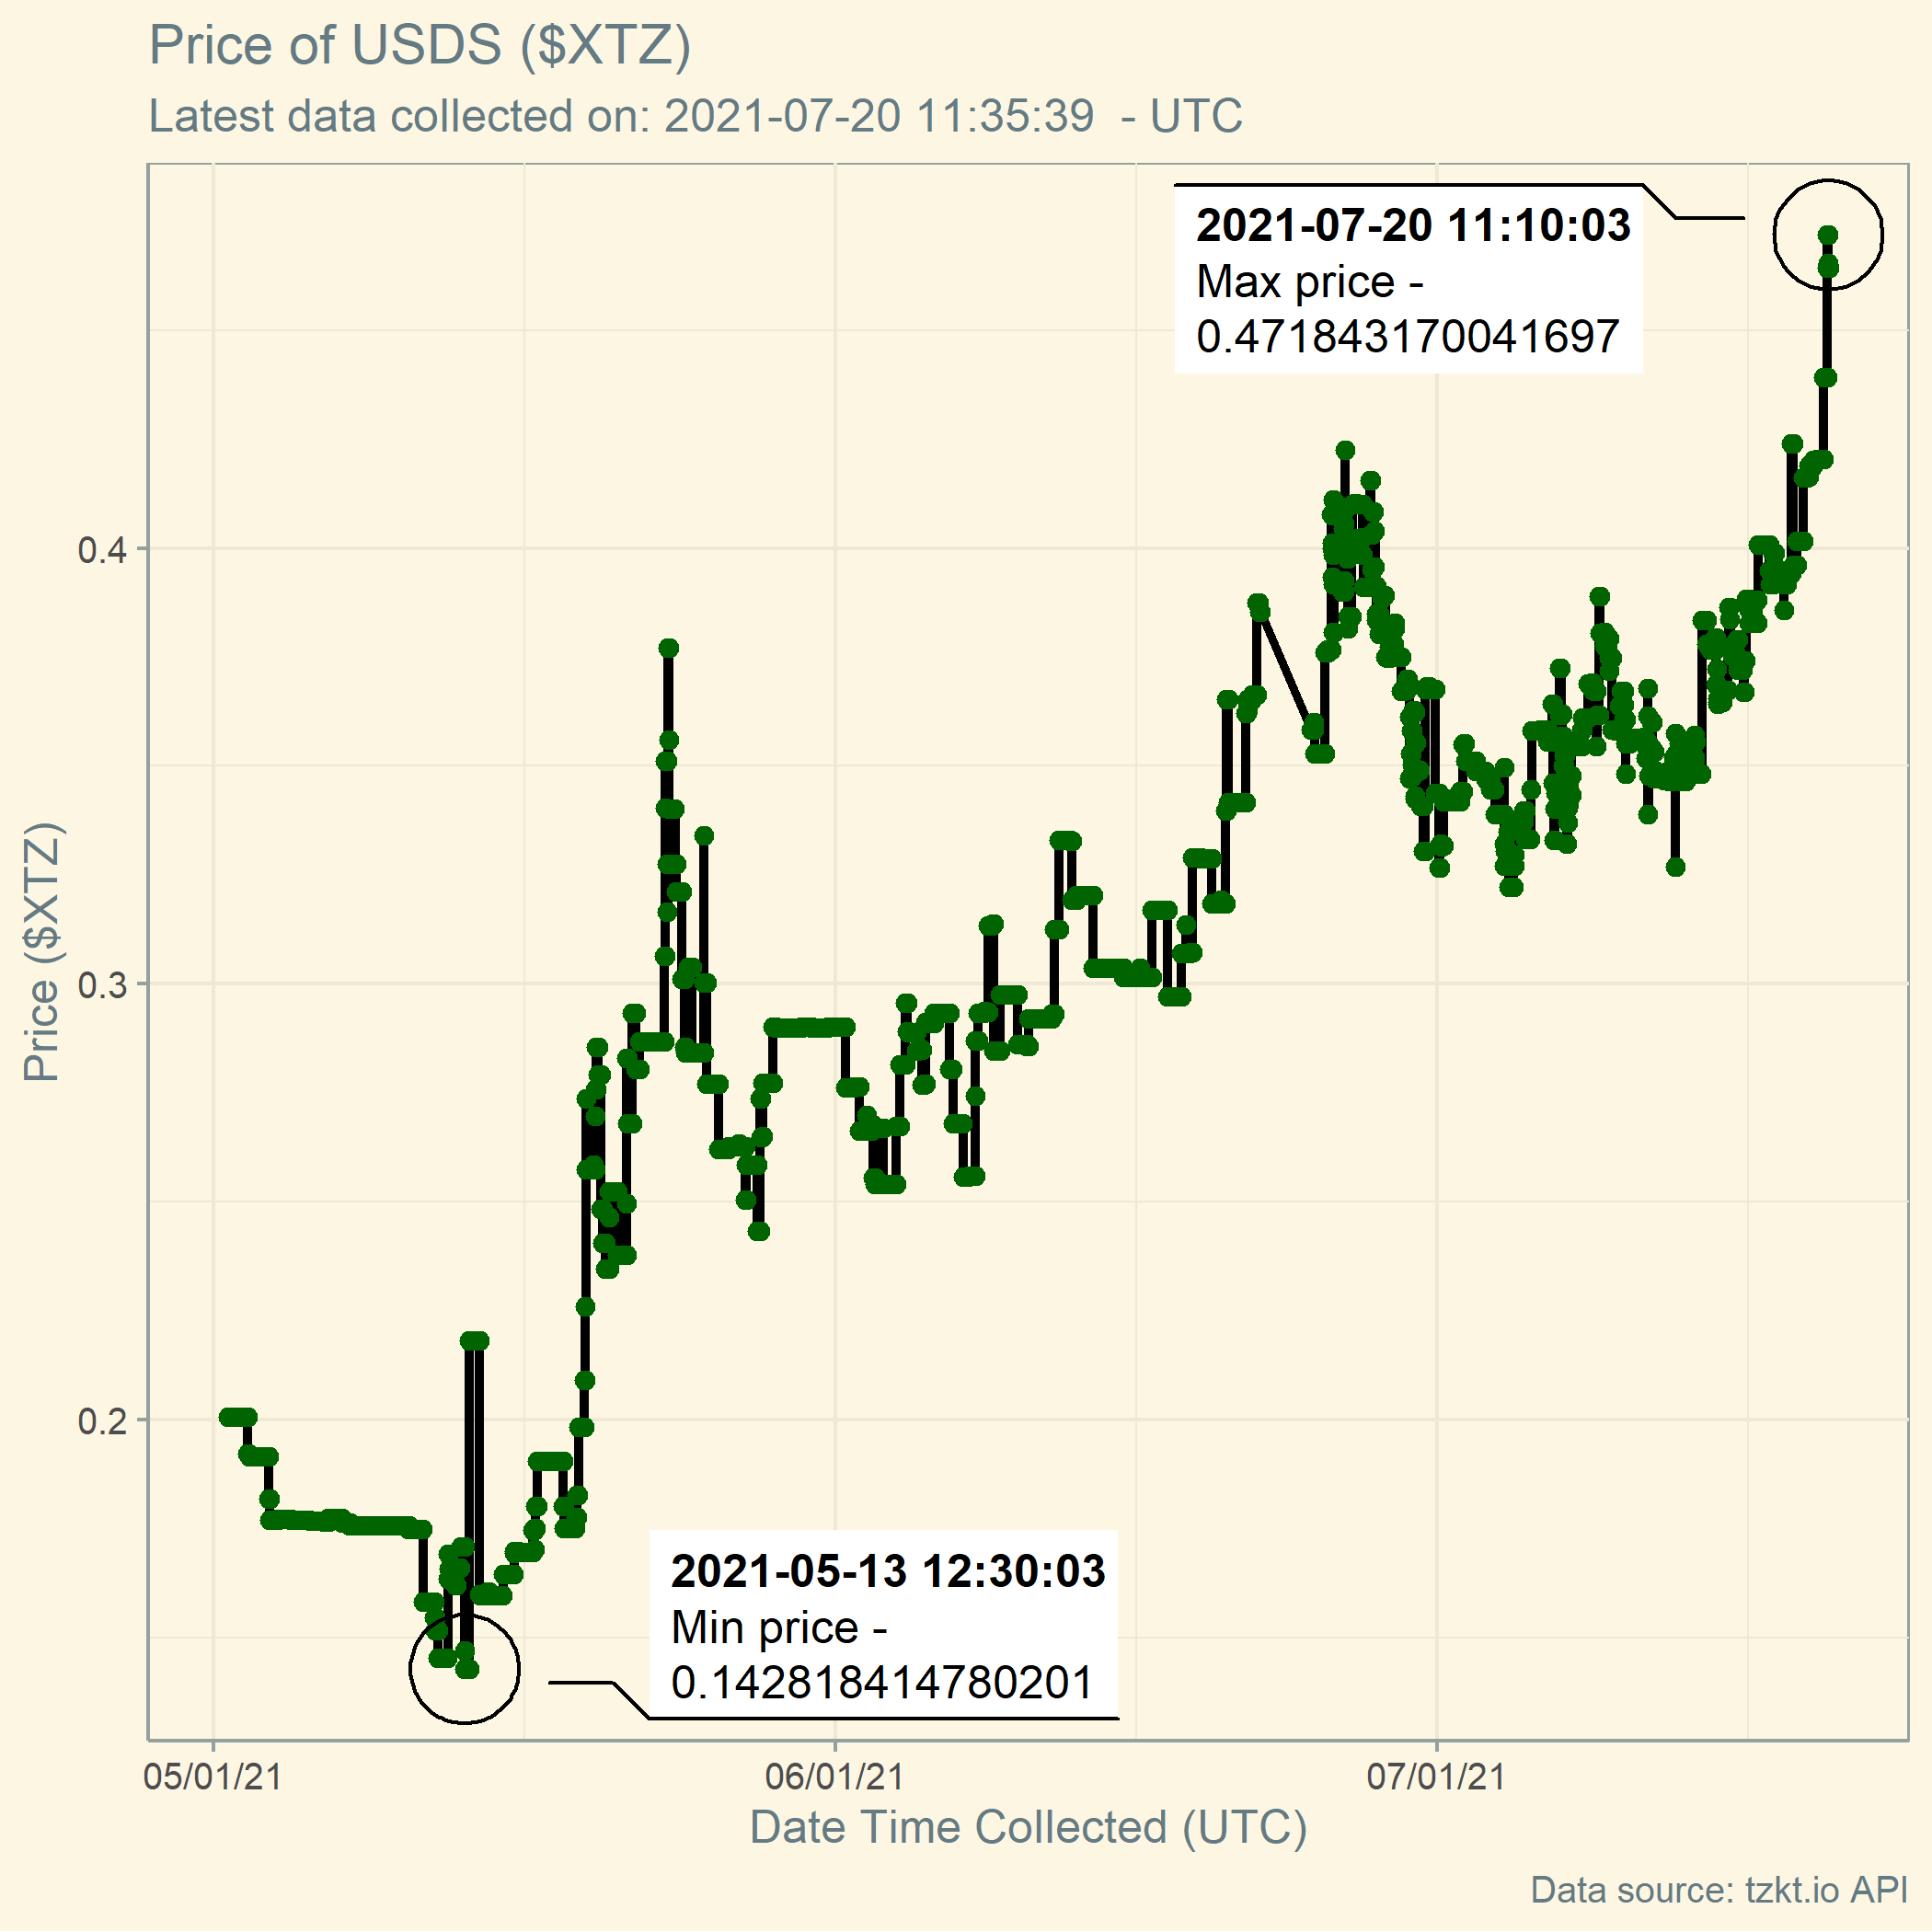 Price of USDS ($XTZ)
Latest data collected on: 2021-07-20 11:35:39  - UTC
2021-07-20 11:10:03
Max price -
0.471843170041697
0.4
0.3
0.2
Price ($XTZ)
2021-05-13 12:30:03
Min price -
0.142818414780201
05/01/21
06/01/21
07/01/21
Date Time Collected (UTC)
Data source: tzkt.io API